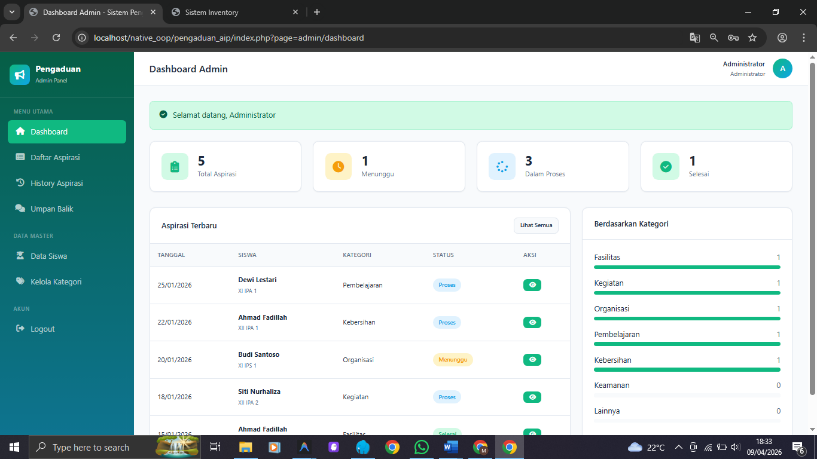 Dashboard Admin - Sistem Pen
Sistem Inventory
localhost/native_oop/pengaduan_aip/index.php?page=admin/dashboard
Pengaduan
Admin Panel
MENU UTAMA
Dashboard
Daftar Aspirasi
History Aspirasi
Umpan Balik
DATA MASTER
Data Siswa
Kelola Kategori
AKUN
Logout
Dashboard Admin
Administrator
Administrator
A
Selamat datang, Administrator
5
Total Aspirasi
1
Menunggu
3
Dalam Proses
1
Selesai
Aspirasi Terbaru
Lihat Semua
TANGGAL SISWA KATEGORI STATUS AKSI
25/01/2026 Dewi Lestari XI IPA 1 Pembelajaran Proses
22/01/2026 Ahmad Fadillah XII IPA 1 Kebersihan Proses
20/01/2026 Budi Santoso XI IPS 1 Organisasi Menunggu
18/01/2026 Siti Nurhaliza XII IPA 2 Kegiatan Proses
15/01/2026 Ahmad Fadillah Fasilitas Selesai
Berdasarkan Kategori
Fasilitas 1
Kegiatan 1
Organisasi 1
Pembelajaran 1
Kebersihan 1
Keamanan 0
Lainnya 0
Type here to search
22°C
18:33
09/04/2026
6